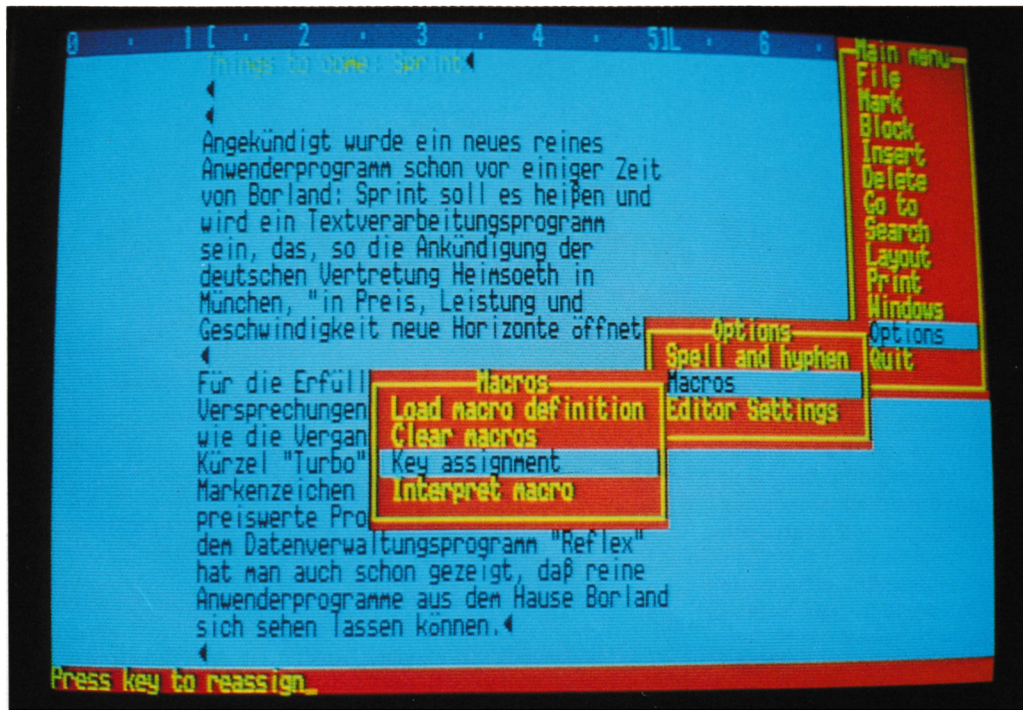 0 1 [ 2 3 4 5]L 6
Things to come: Sprint
Angekündigt wurde ein neues reines
Anwenderprogramm schon vor einiger Zeit
von Borland: Sprint soll es heißen und
wird ein Textverarbeitungsprogramm
sein, das, so die Ankündigung der
deutschen Vertretung Heimsoeth in
München, "in Preis, Leistung und
Geschwindigkeit neue Horizonte öffnet
Für die Erfüll
Versprechungen
wie die Vergan
Kürzel "Turbo"
Markenzeichen
preiswerte Pro
dem Datenverwaltungsprogramm "Reflex"
hat man auch schon gezeigt, daß reine
Anwenderprogramme aus dem Hause Borland
sich sehen lassen können.
Main menu
File
Mark
Block
Insert
Delete
Go to
Search
Layout
Print
Windows
Options
Quit
Options
Spell and hyphen
Macros
Editor Settings
Macros
Load macro definition
Clear macros
Key assignment
Interpret macro
Press key to reassign_